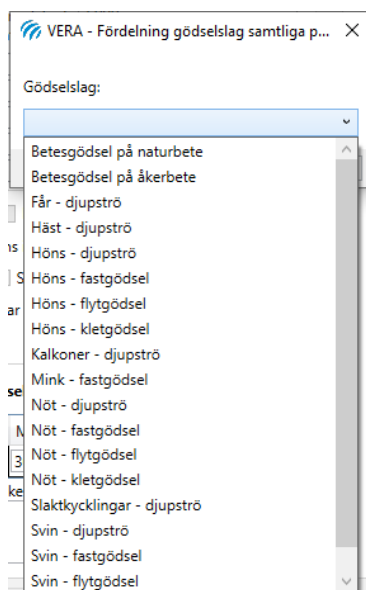 VERA - Fördelning gödselslag samtliga p...
Gödselslag:
Betesgödsel på naturbete
Betesgödsel på åkerbete
Får - djupströ
Häst - djupströ
Höns - djupströ
Höns - fastgödsel
Höns - flytgödsel
Höns - kletgödsel
Kalkoner - djupströ
Mink - fastgödsel
Nöt - djupströ
Nöt - fastgödsel
Nöt - flytgödsel
Nöt - kletgödsel
Slaktkycklingar - djupströ
Svin - djupströ
Svin - fastgödsel
Svin - flytgödsel